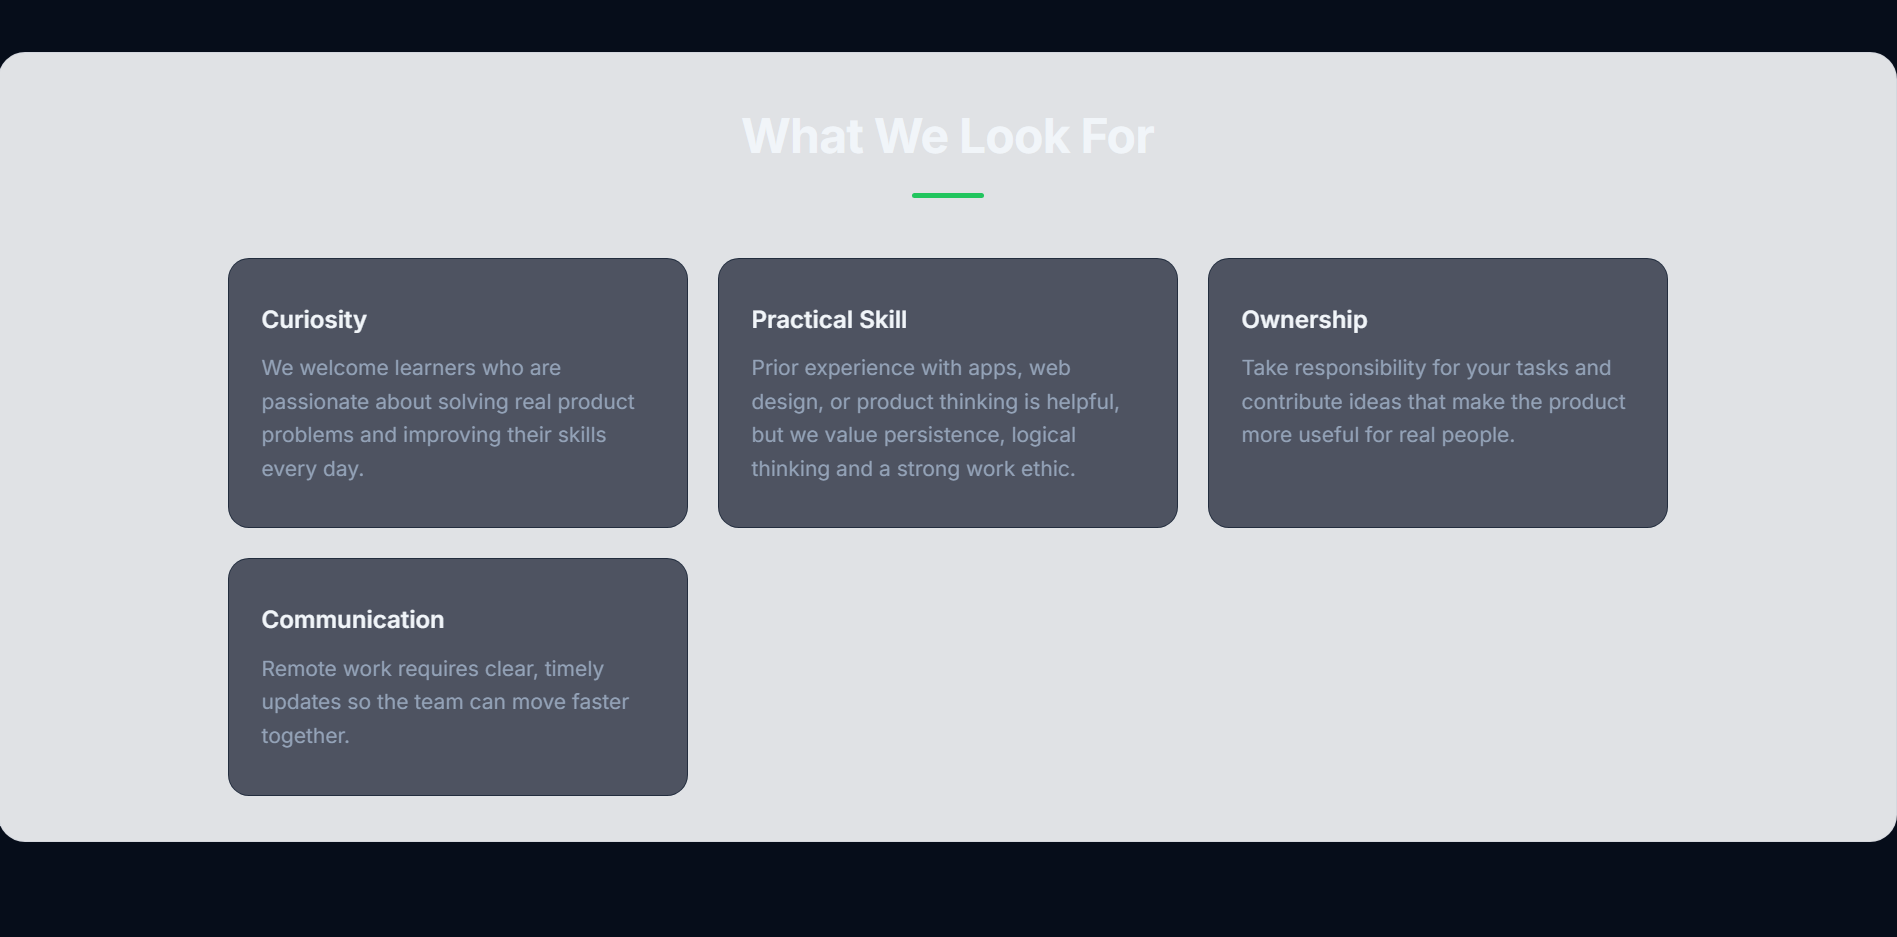 What We Look For
Curiosity
We welcome learners who are
passionate about solving real product
problems and improving their skills
every day.
Practical Skill
Prior experience with apps, web
design, or product thinking is helpful,
but we value persistence, logical
thinking and a strong work ethic.
Ownership
Take responsibility for your tasks and
contribute ideas that make the product
more useful for real people.
Communication
Remote work requires clear, timely
updates so the team can move faster
together.